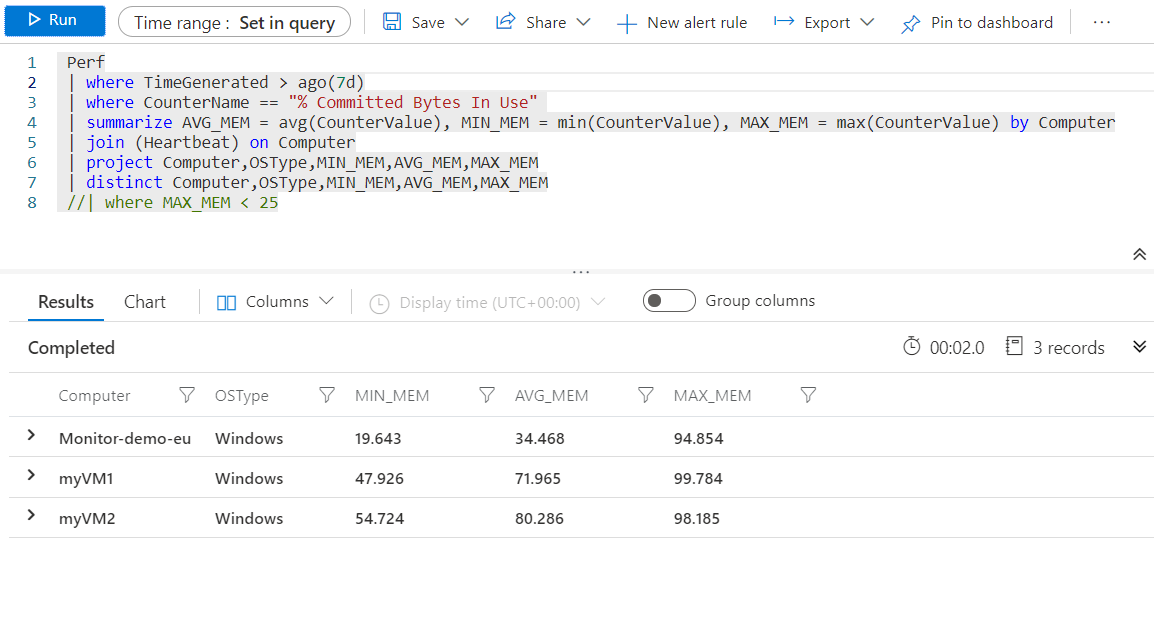 Run Time range : Set in query Save Share New alert rule Export Pin to dashboard ...
1 Perf
2 | where TimeGenerated > ago(7d)
3 | where CounterName == "% Committed Bytes In Use"
4 | summarize AVG_MEM = avg(CounterValue), MIN_MEM = min(CounterValue), MAX_MEM = max(CounterValue) by Computer
5 | join (Heartbeat) on Computer
6 | project Computer,OSType,MIN_MEM,AVG_MEM,MAX_MEM
7 | distinct Computer,OSType,MIN_MEM,AVG_MEM,MAX_MEM
8 //| where MAX_MEM < 25
Results Chart Columns Display time (UTC+00:00) Group columns
Completed 00:02.0 3 records
Computer OSType MIN_MEM AVG_MEM MAX_MEM
Monitor-demo-eu Windows 19.643 34.468 94.854
myVM1 Windows 47.926 71.965 99.784
myVM2 Windows 54.724 80.286 98.185